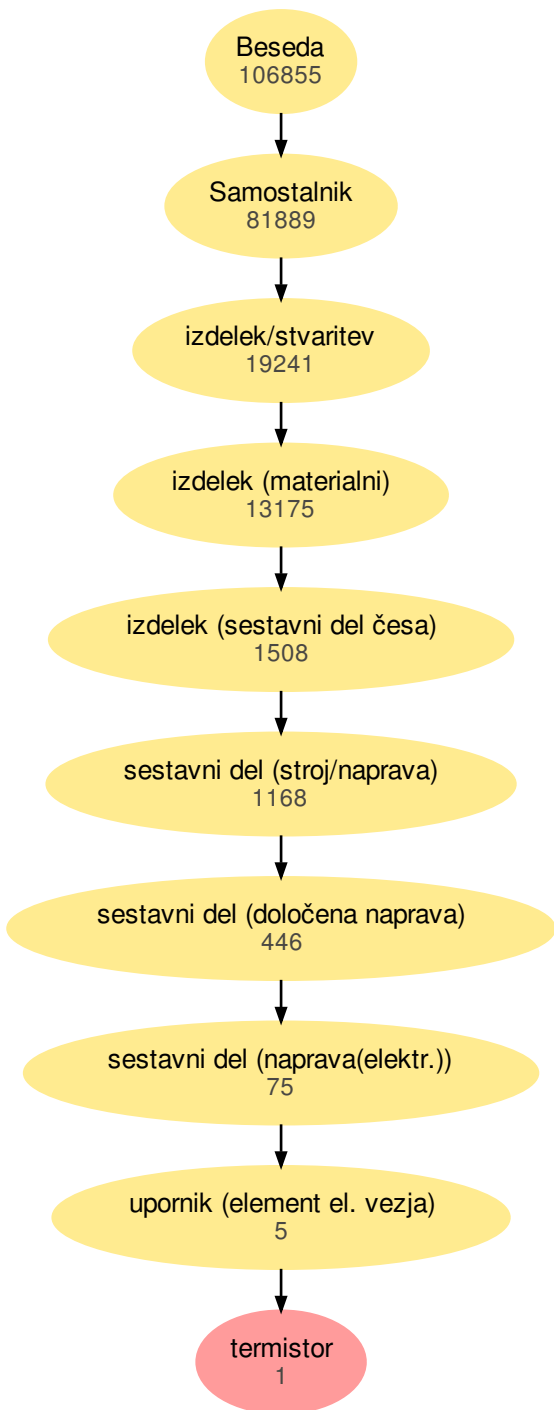 Beseda
106855
Samostalnik
81889
izdelek/stvaritev
19241
izdelek (materialni)
13175
izdelek (sestavni del česa)
1508
sestavni del (stroj/naprava)
1168
sestavni del (določena naprava)
446
sestavni del (naprava(elektr.))
75
upornik (element el. vezja)
5
termistor
1